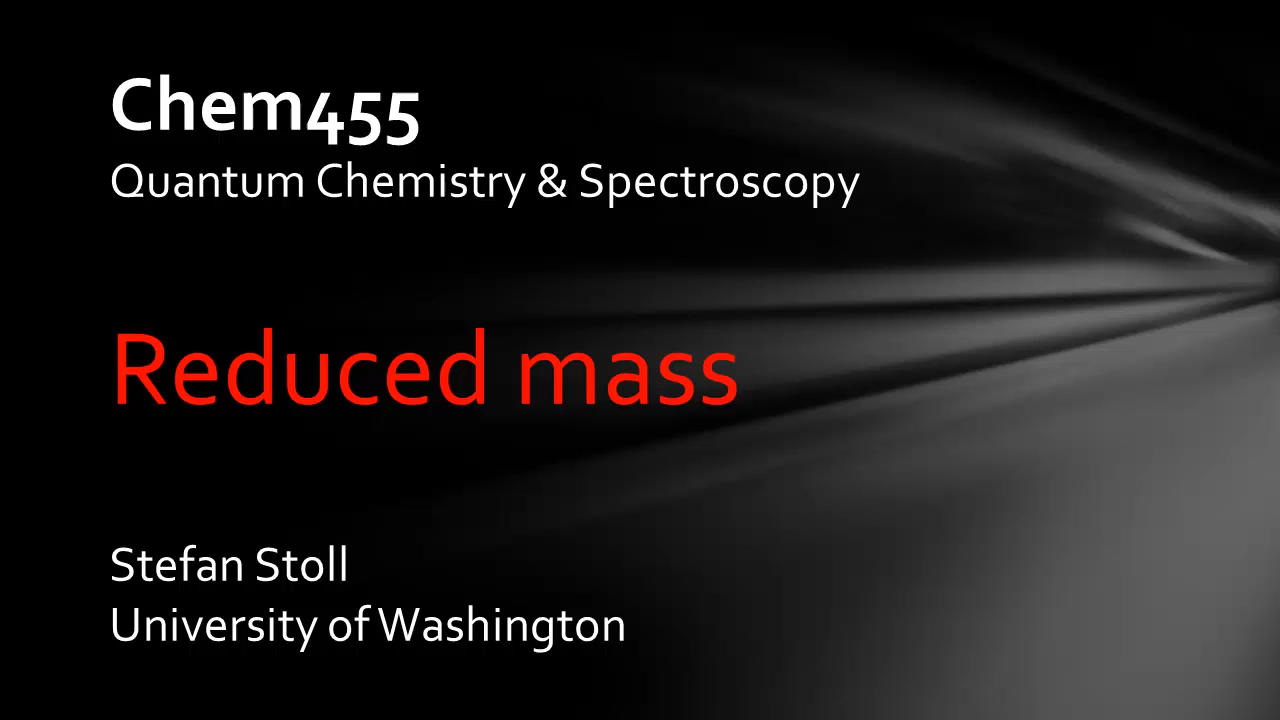 Chem455
Quantum Chemistry & Spectroscopy
Reduced mass
Stefan Stoll
University of Washington